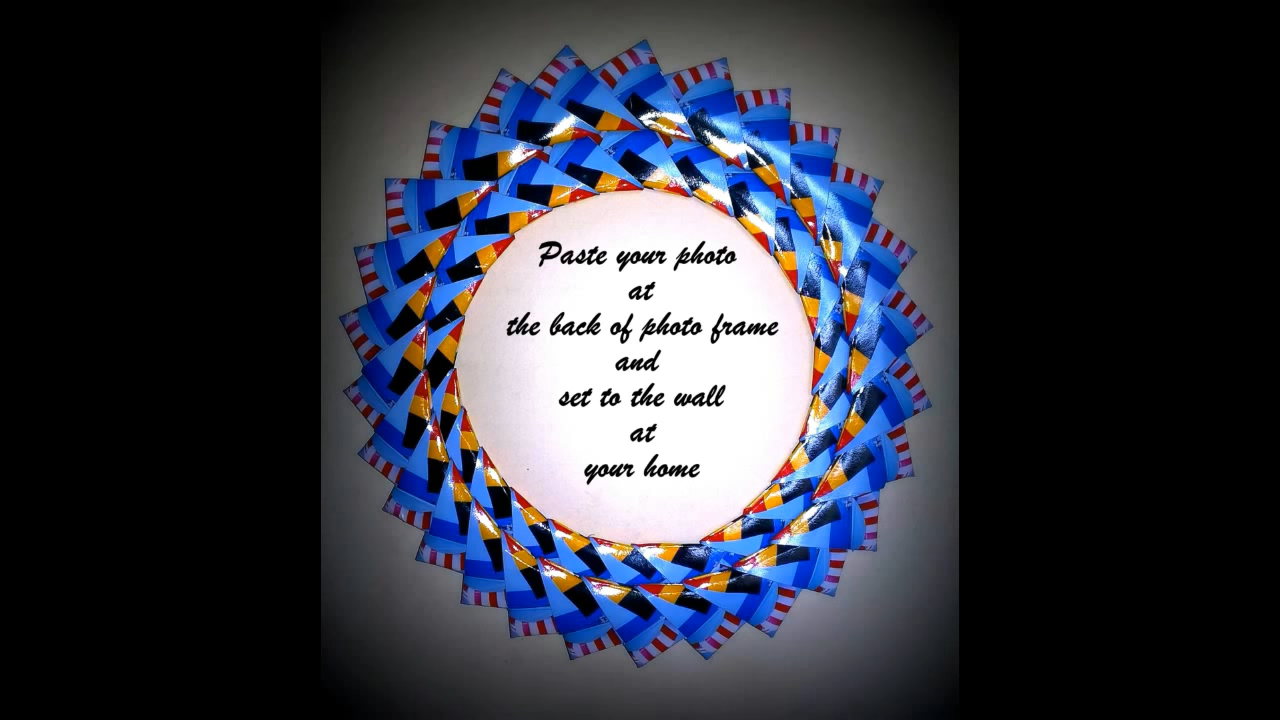 Paste your photo
at
the back of photo frame
and
set to the wall
at
your home